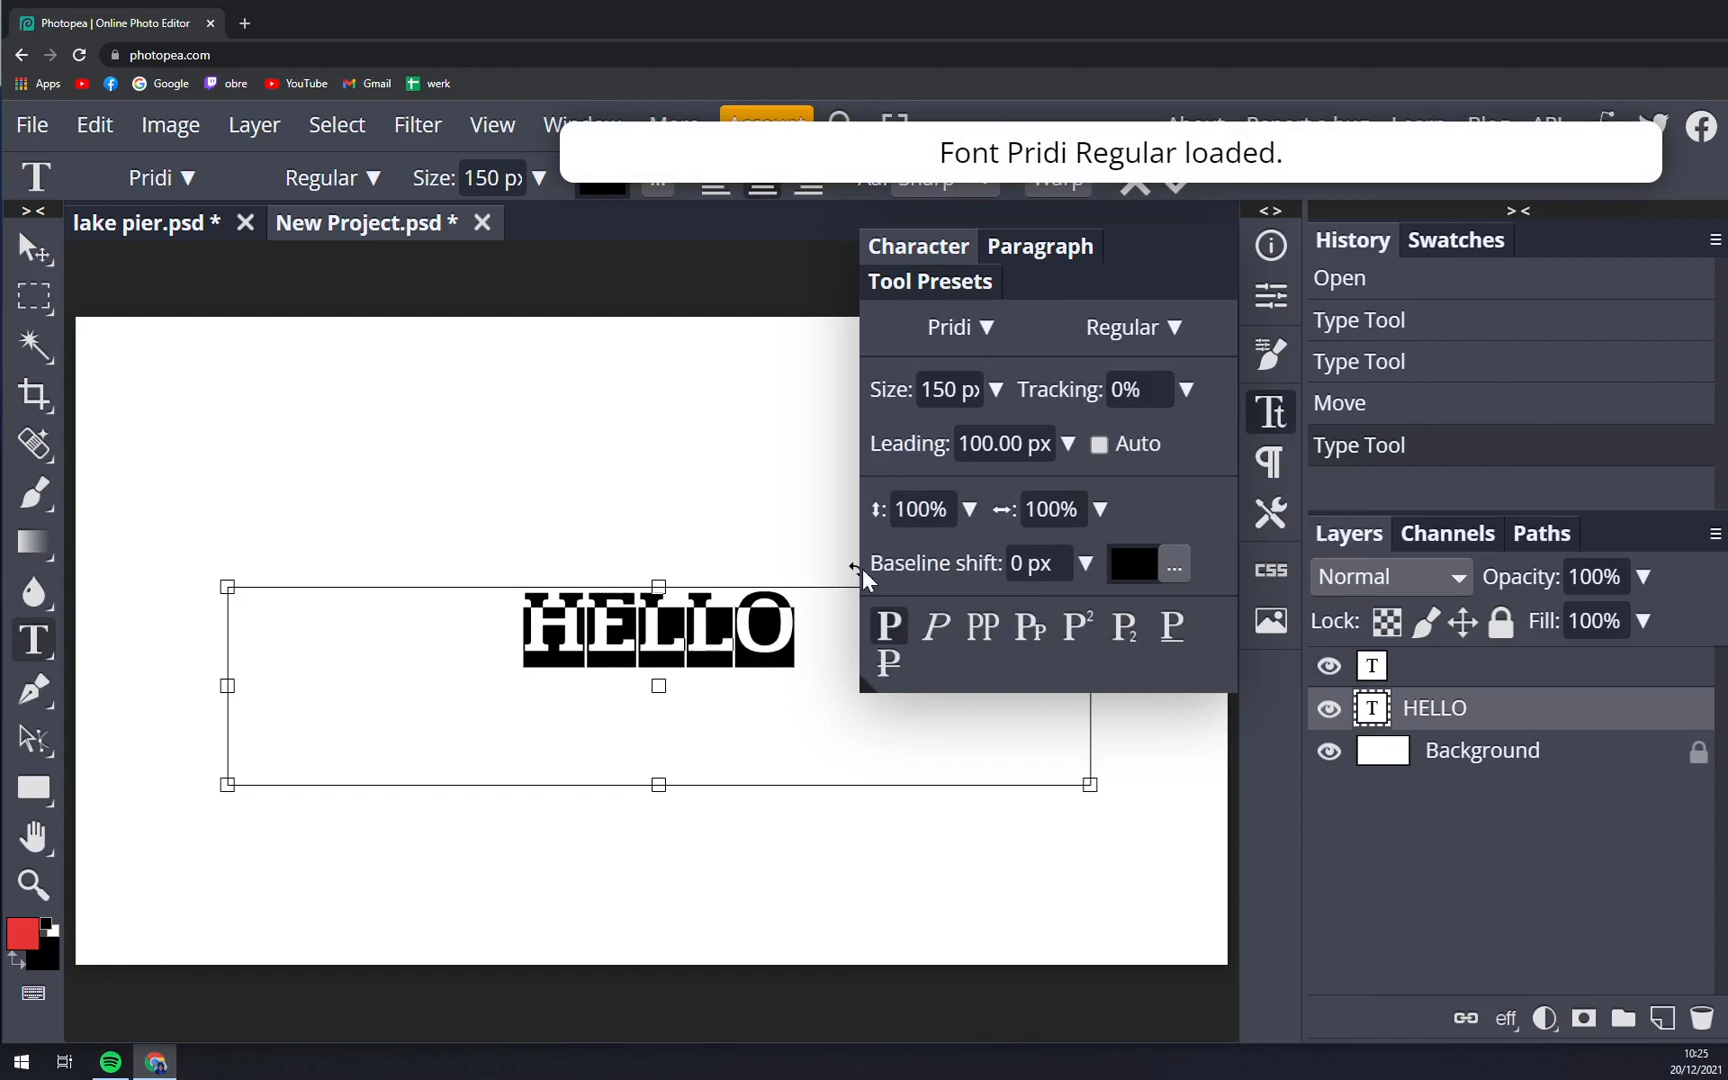 Photopea | Online Photo Editor
photopea.com
Apps Google obre YouTube Gmail werk
File Edit Image Layer Select Filter View
Font Pridi Regular loaded.
T Pridi Regular Size: 150 px
lake pier.psd * New Project.psd *
Character Paragraph
Tool Presets
Pridi Regular
Size: 150 px Tracking: 0%
Leading: 100.00 px Auto
100% 100%
Baseline shift: 0 px ...
P P PP PP P2 P2 P
P
HELLO
CSS
History Swatches
Open
Type Tool
Type Tool
Move
Type Tool
Layers Channels Paths
Normal Opacity: 100%
Lock: Fill: 100%
T
T HELLO
Background
eff
10:25
20/12/2021